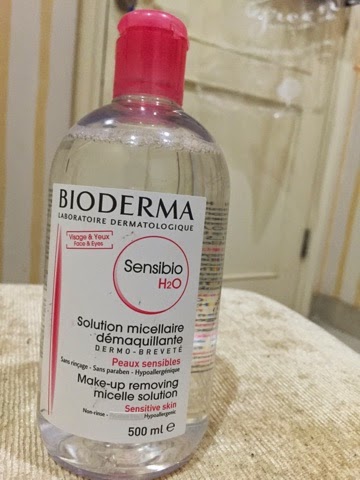 BIODERMA
LABORATOIRE DERMATOLOGIQUE
Visage & Yeux
Face & Eyes
Sensibio
H2O
Solution micellaire
démaquillante
DERMO-BREVETÉ
Peaux sensibles
Sans rinçage - Sans paraben - Hypoallergénique
Make-up removing
micelle solution
Sensitive skin
Non-rinse - Hypoallergenic
500 ml e